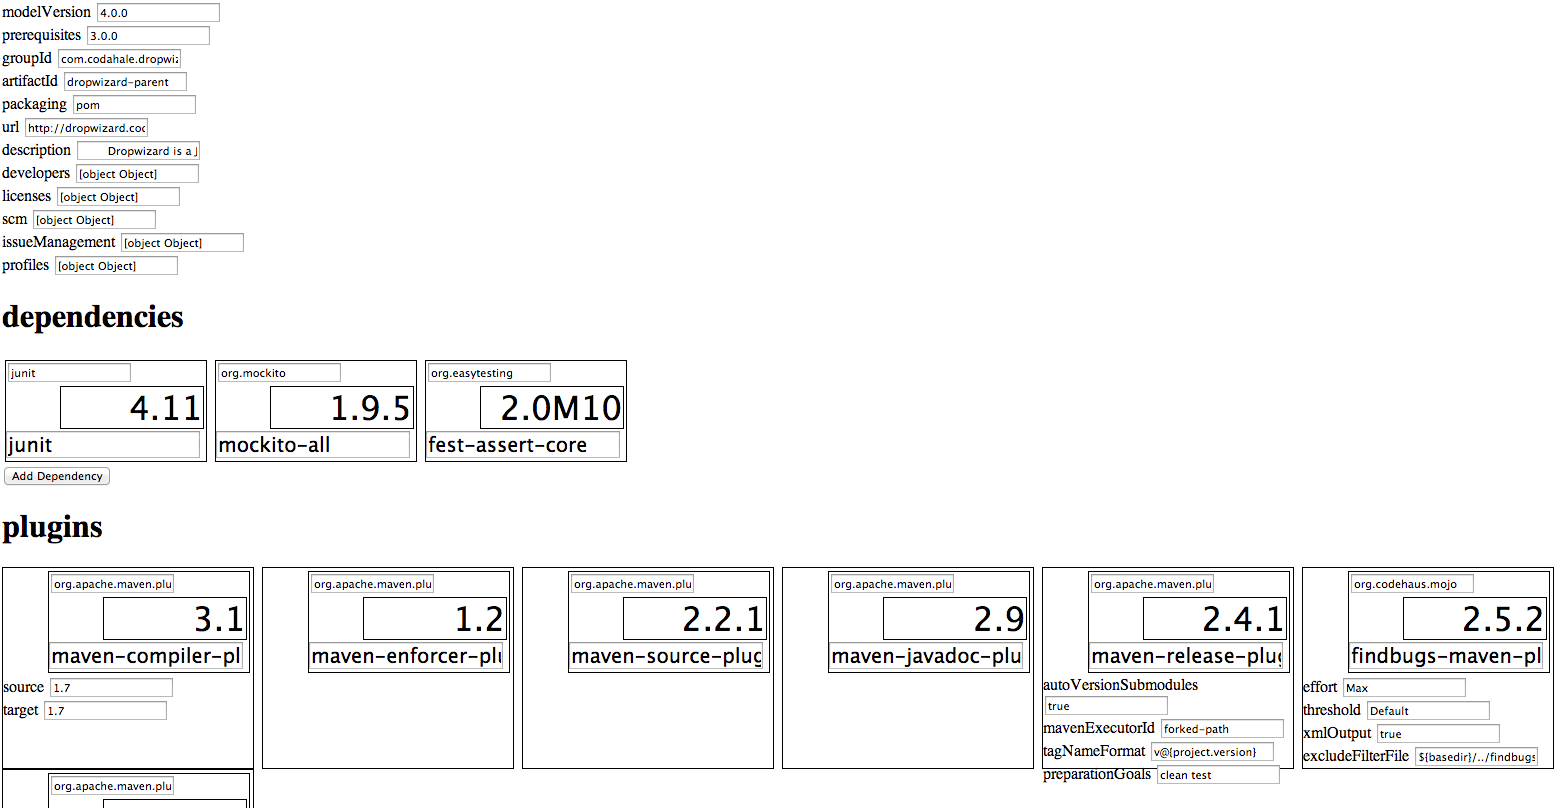 modelVersion 4.0.0
prerequisites 3.0.0
groupId com.codahale.dropwiz
artifactId dropwizard-parent
packaging pom
url http://dropwizard.cod
description Dropwizard is a J
developers [object Object]
licenses [object Object]
scm [object Object]
issueManagement [object Object]
profiles [object Object]
dependencies
junit org.mockito org.easytesting
4.11 1.9.5 2.0M10
junit mockito-all fest-assert-core
Add Dependency
plugins
org.apache.maven.plu org.apache.maven.plu org.apache.maven.plu org.apache.maven.plu org.apache.maven.plu org.codehaus.mojo
3.1 1.2 2.2.1 2.9 2.4.1 2.5.2
maven-compiler-pl maven-enforcer-plu maven-source-plug maven-javadoc-plu maven-release-plug findbugs-maven-pl
source 1.7 autoVersionSubmodules effort Max
target 1.7 true threshold Default
mavenExecutorId forked-path xmlOutput true
tagNameFormat v@{project.version} excludeFilterFile ${basedir}/../findbugs
preparationGoals clean test
org.apache.maven.plu